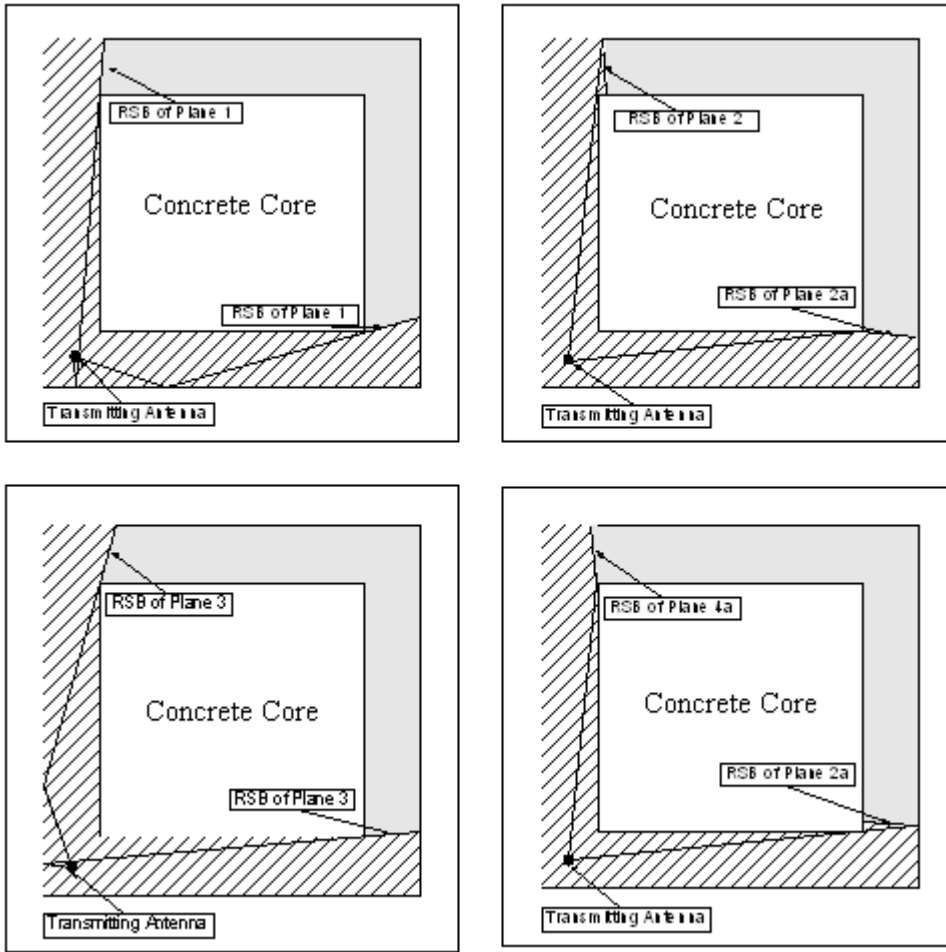 RSB of Plane 1
Concrete Core
RSB of Plane 1
Transmitting Antenna
RSB of Plane 2
Concrete Core
RSB of Plane 2a
Transmitting Antenna
RSB of Plane 3
Concrete Core
RSB of Plane 3
Transmitting Antenna
RSB of Plane 4a
Concrete Core
RSB of Plane 2a
Transmitting Antenna